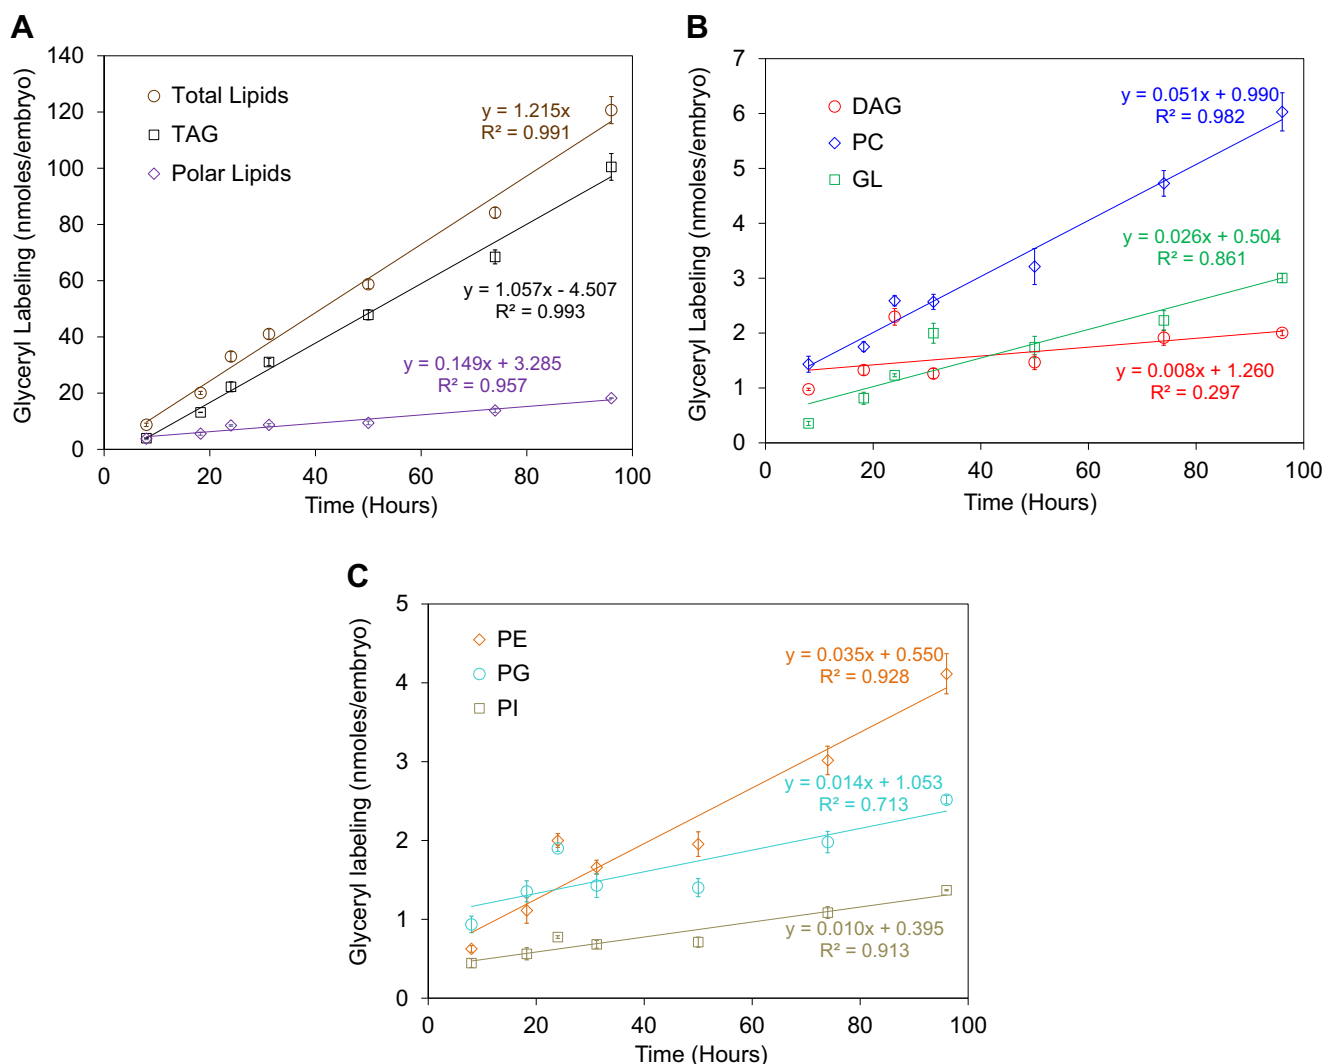 A
Glyceryl Labeling (nmoles/embryo)
140
120
100
80
60
40
20
0
Total Lipids
TAG
Polar Lipids
y = 1.215x
R² = 0.991
y = 1.057x - 4.507
R² = 0.993
y = 0.149x + 3.285
R² = 0.957
0 20 40 60 80 100
Time (Hours)
B
Glyceryl Labeling (nmoles/embryo)
7
6
5
4
3
2
1
0
DAG
PC
GL
y = 0.051x + 0.990
R² = 0.982
y = 0.026x + 0.504
R² = 0.861
y = 0.008x + 1.260
R² = 0.297
0 20 40 60 80 100
Time (Hours)
C
Glyceryl labeling (nmoles/embryo)
5
4
3
2
1
0
PE
PG
PI
y = 0.035x + 0.550
R² = 0.928
y = 0.014x + 1.053
R² = 0.713
y = 0.010x + 0.395
R² = 0.913
0 20 40 60 80 100
Time (Hours)